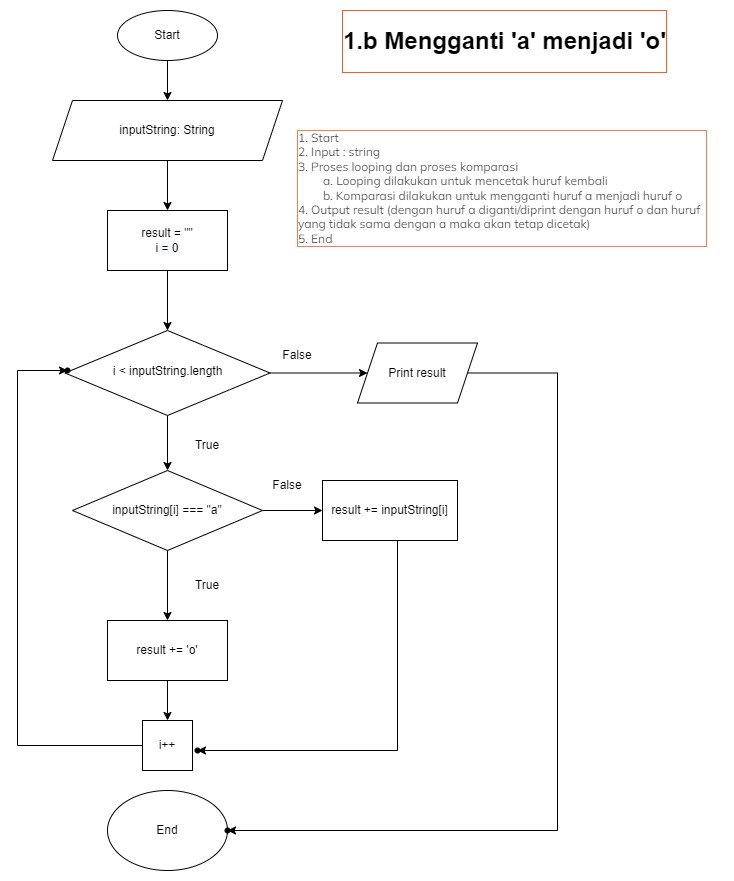 Start
1.b Mengganti 'a' menjadi 'o'
inputString: String
1. Start
2. Input : string
3. Proses looping dan proses komparasi
a. Looping dilakukan untuk mencetak huruf kembali
b. Komparasi dilakukan untuk mengganti huruf a menjadi huruf o
4. Output result (dengan huruf a diganti/diprint dengan huruf o dan huruf
yang tidak sama dengan a maka akan tetap dicetak)
5. End
result = ""
i = 0
i < inputString.length
False
Print result
True
inputString[i] === "a"
False
result += inputString[i]
True
result += 'o'
i++
End